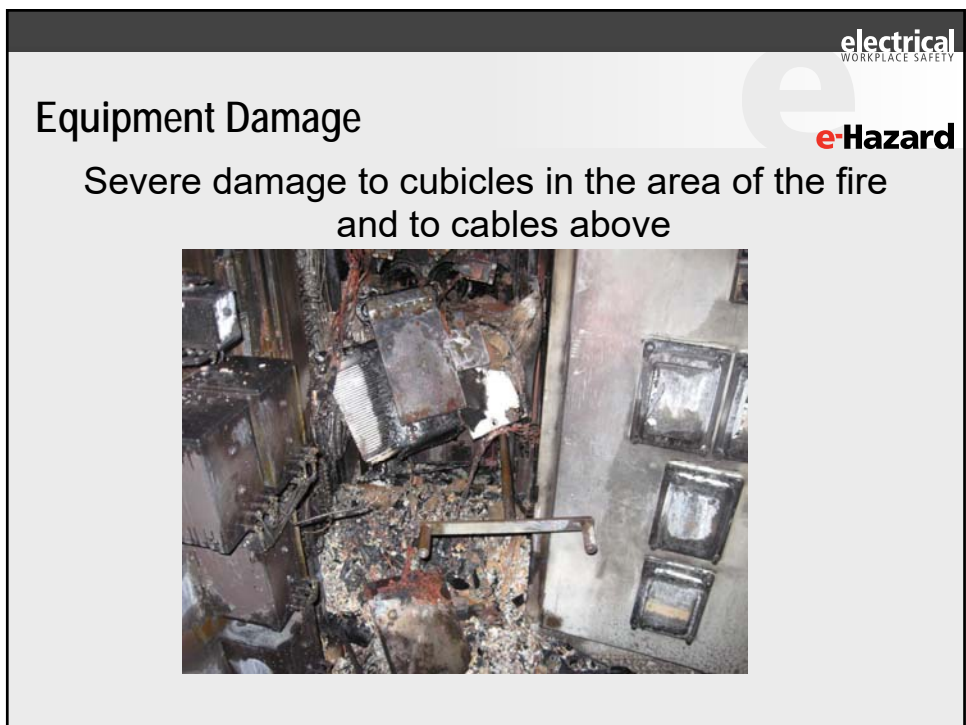 electrical
WORKPLACE SAFETY
Equipment Damage
e-Hazard
Severe damage to cubicles in the area of the fire
and to cables above